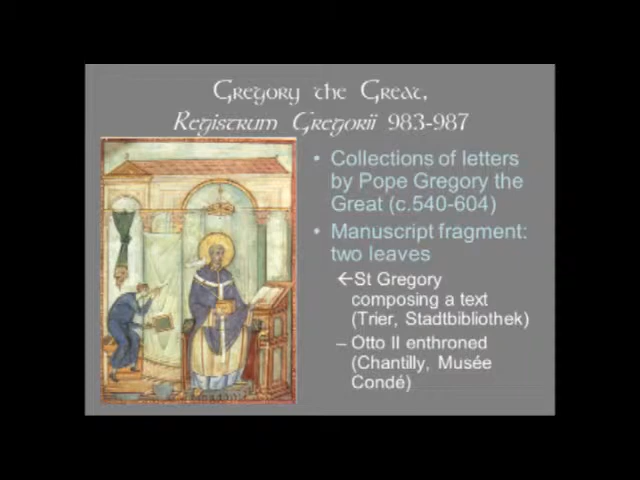 Gregory the Great,
Registrum Gregorii 983-987
• Collections of letters
by Pope Gregory the
Great (c.540-604)
• Manuscript fragment:
two leaves
←St Gregory
composing a text
(Trier, Stadtbibliothek)
– Otto II enthroned
(Chantilly, Musée
Condé)